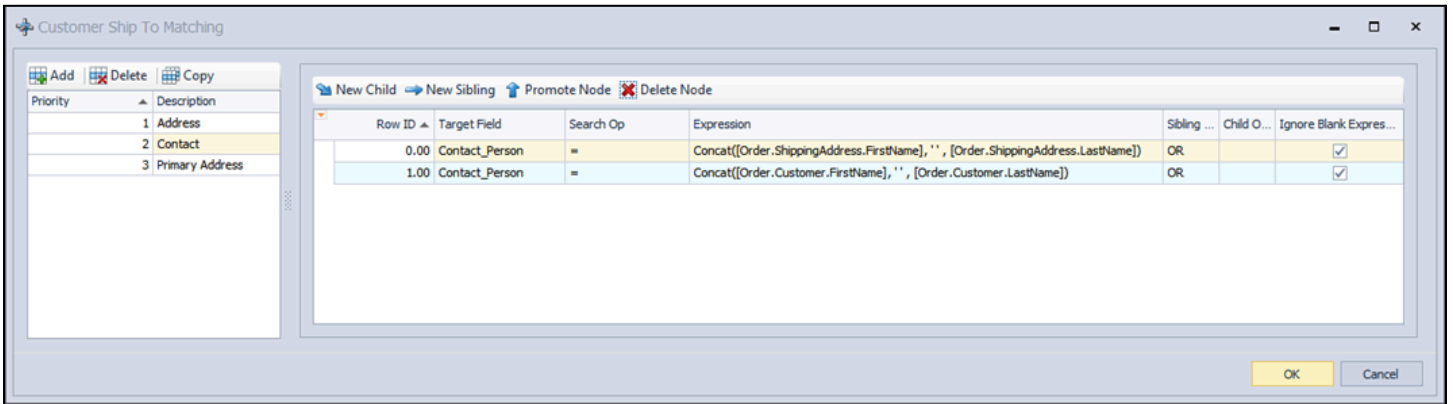 Customer Ship To Matching
Add Delete Copy
Priority Description
1 Address
2 Contact
3 Primary Address
New Child New Sibling Promote Node Delete Node
Row ID Target Field Search Op Expression Sibling ... Child O... Ignore Blank Expres...
0.00 Contact_Person = Concat([Order.ShippingAddress.FirstName], ' ' , [Order.ShippingAddress.LastName]) OR
1.00 Contact_Person = Concat([Order.Customer.FirstName], ' ' , [Order.Customer.LastName]) OR
OK Cancel